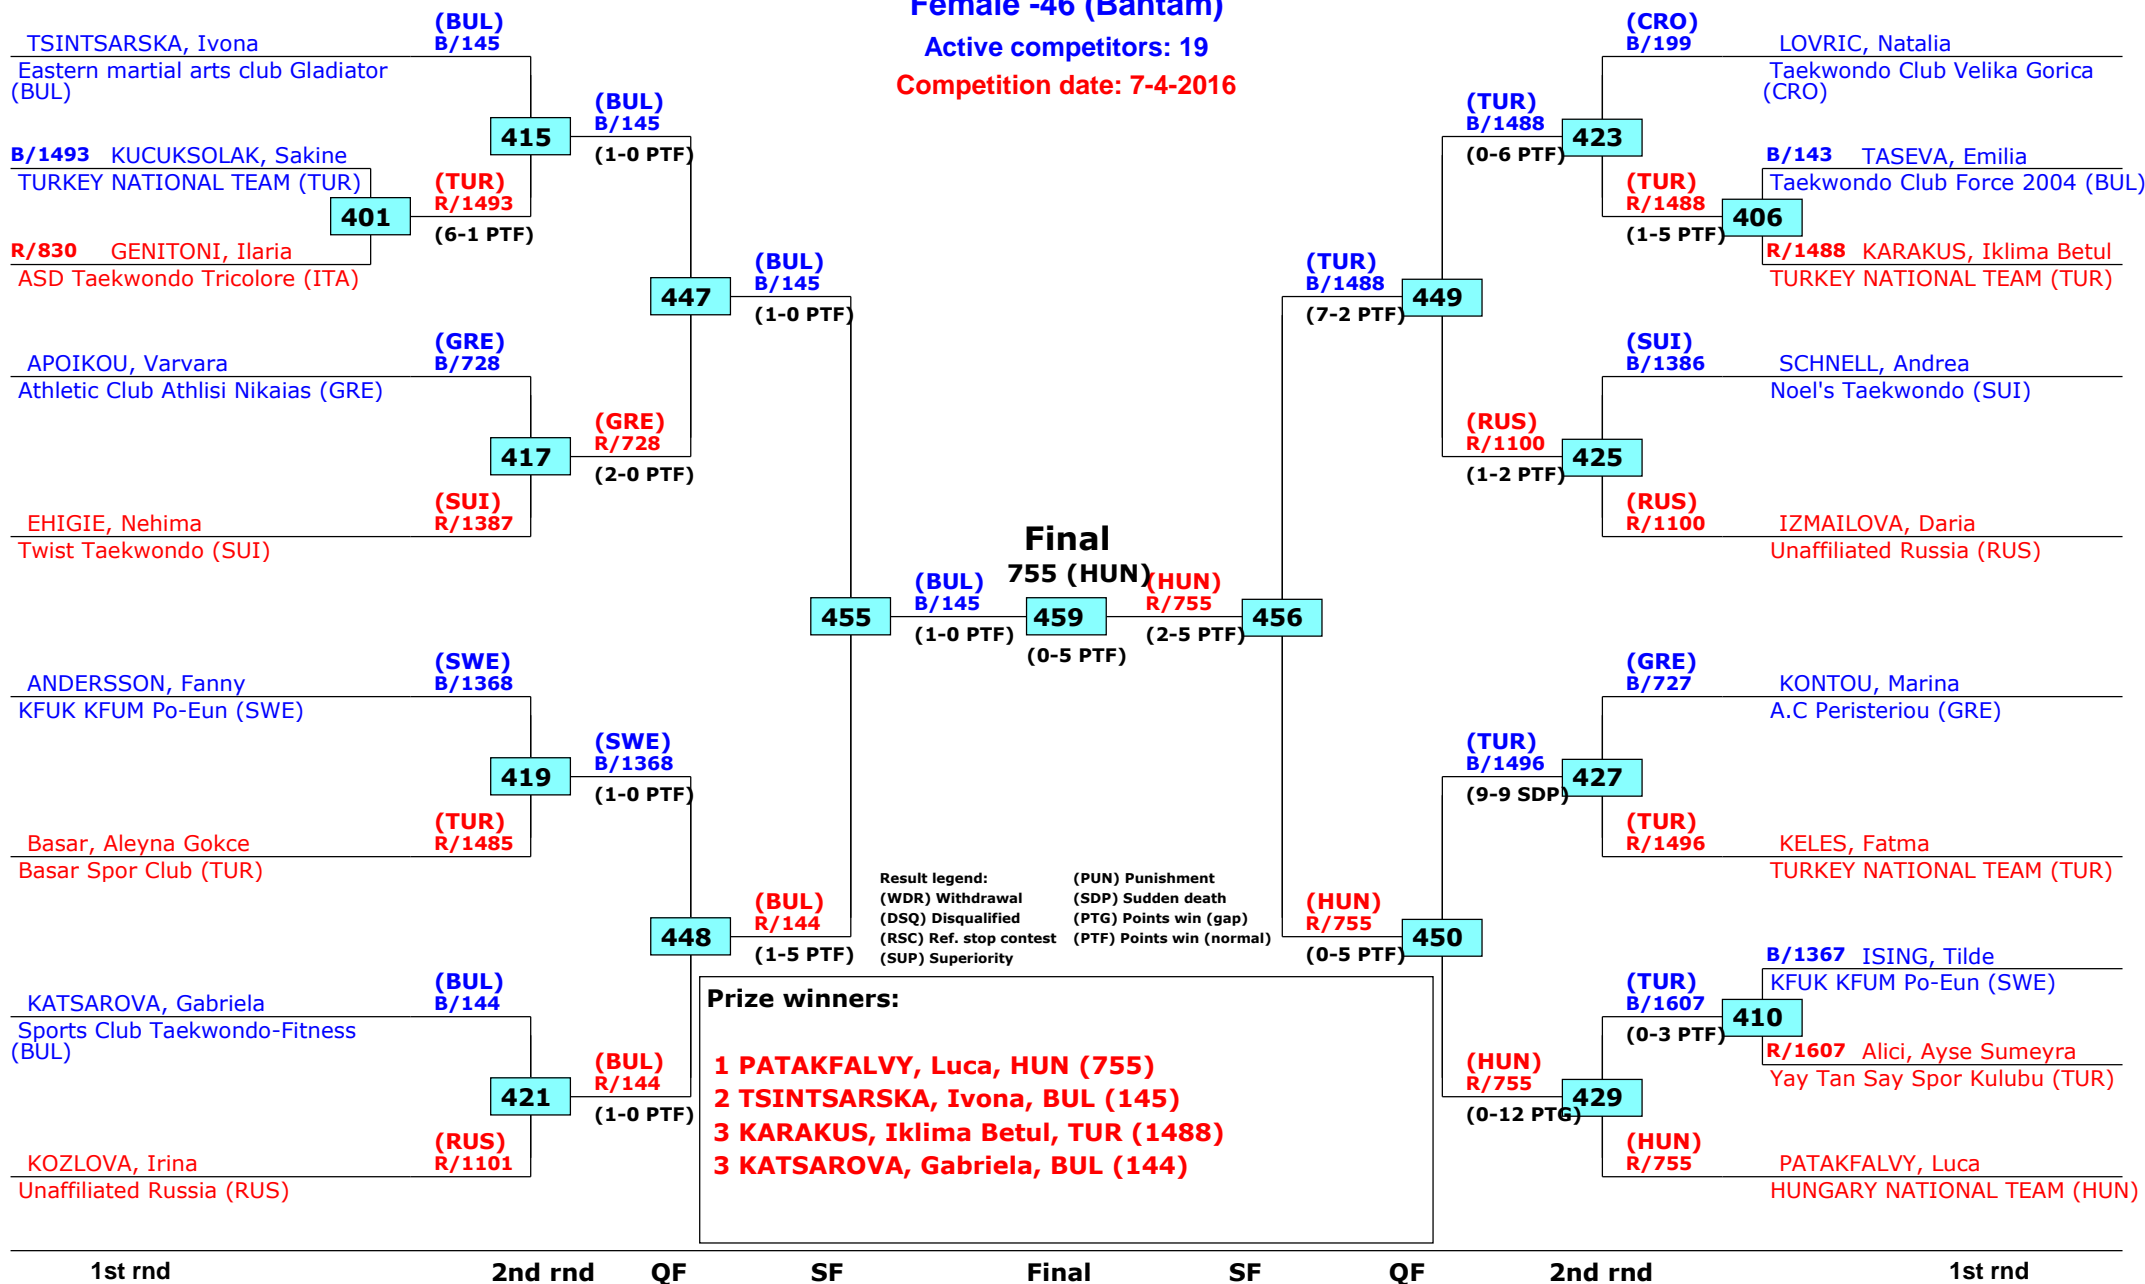 Female -46 (Bantam)
Active competitors: 19
Competition date: 7-4-2016
TSINTSARSKA, Ivona
(BUL)
B/145
Eastern martial arts club Gladiator
(BUL)
B/1493 KUCUKSOLAK, Sakine
TURKEY NATIONAL TEAM (TUR)
401
R/830 GENITONI, Ilaria
ASD Taekwondo Tricolore (ITA)
(TUR)
R/1493
(6-1 PTF)
415
(BUL)
B/145
(1-0 PTF)
APOIKOU, Varvara
(GRE)
B/728
Athletic Club Athlisi Nikaias (GRE)
417
(GRE)
R/728
(2-0 PTF)
EHIGIE, Nehima
(SUI)
R/1387
Twist Taekwondo (SUI)
447
(BUL)
B/145
(1-0 PTF)
ANDERSSON, Fanny
(SWE)
B/1368
KFUK KFUM Po-Eun (SWE)
419
(SWE)
B/1368
(1-0 PTF)
Basar, Aleyna Gokce
(TUR)
R/1485
Basar Spor Club (TUR)
448
(BUL)
R/144
(1-5 PTF)
KATSAROVA, Gabriela
(BUL)
B/144
Sports Club Taekwondo-Fitness
(BUL)
421
(BUL)
R/144
(1-0 PTF)
KOZLOVA, Irina
(RUS)
R/1101
Unaffiliated Russia (RUS)
455
(BUL)
B/145
(1-0 PTF)
Final
755 (HUN)
459
(0-5 PTF)
(HUN)
R/755
(2-5 PTF)
456
(CRO)
B/199
LOVRIC, Natalia
Taekwondo Club Velika Gorica
(CRO)
423
(TUR)
B/1488
(0-6 PTF)
B/143 TASEVA, Emilia
Taekwondo Club Force 2004 (BUL)
406
(TUR)
R/1488
(1-5 PTF)
R/1488 KARAKUS, Iklima Betul
TURKEY NATIONAL TEAM (TUR)
449
(TUR)
B/1488
(7-2 PTF)
(SUI)
B/1386
SCHNELL, Andrea
Noel's Taekwondo (SUI)
425
(RUS)
R/1100
(1-2 PTF)
(RUS)
R/1100
IZMAILOVA, Daria
Unaffiliated Russia (RUS)
(GRE)
B/727
KONTOU, Marina
A.C Peristeriou (GRE)
427
(TUR)
B/1496
(9-9 SDP)
(TUR)
R/1496
KELES, Fatma
TURKEY NATIONAL TEAM (TUR)
450
(HUN)
R/755
(0-5 PTF)
B/1367 ISING, Tilde
KFUK KFUM Po-Eun (SWE)
410
(TUR)
B/1607
(0-3 PTF)
R/1607 Alici, Ayse Sumeyra
Yay Tan Say Spor Kulubu (TUR)
429
(HUN)
R/755
(0-12 PTG)
(HUN)
R/755
PATAKFALVY, Luca
HUNGARY NATIONAL TEAM (HUN)
Result legend: (PUN) Punishment
(WDR) Withdrawal (SDP) Sudden death
(DSQ) Disqualified (PTG) Points win (gap)
(RSC) Ref. stop contest (PTF) Points win (normal)
(SUP) Superiority
Prize winners:
1 PATAKFALVY, Luca, HUN (755)
2 TSINTSARSKA, Ivona, BUL (145)
3 KARAKUS, Iklima Betul, TUR (1488)
3 KATSAROVA, Gabriela, BUL (144)
1st rnd 2nd rnd QF SF Final SF QF 2nd rnd 1st rnd